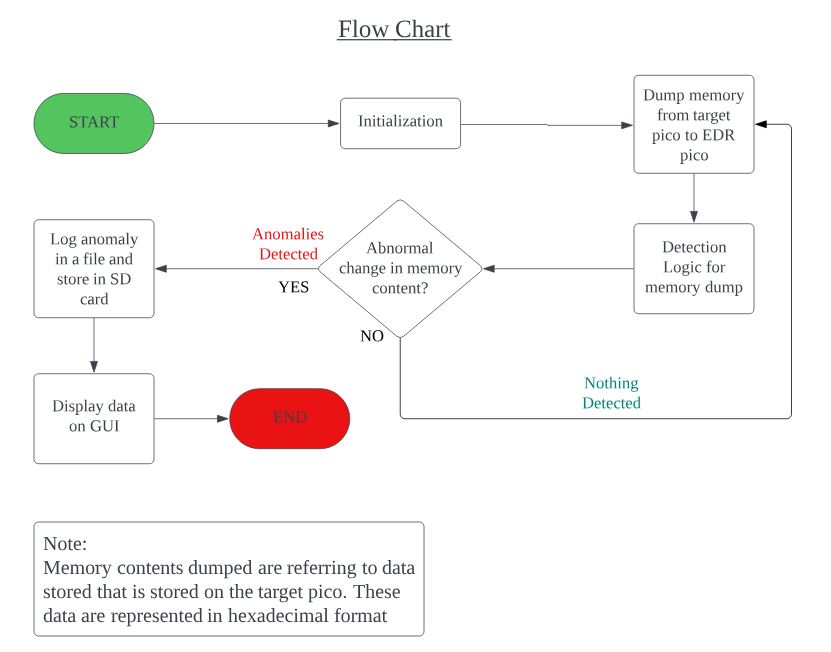 Flow Chart
START
Initialization
Dump memory
from target
pico to EDR
pico
Detection
Logic for
memory dump
Abnormal
change in memory
content?
Anomalies
Detected
YES
NO
Nothing
Detected
Log anomaly
in a file and
store in SD
card
Display data
on GUI
END
Note:
Memory contents dumped are referring to data
stored that is stored on the target pico. These
data are represented in hexadecimal format